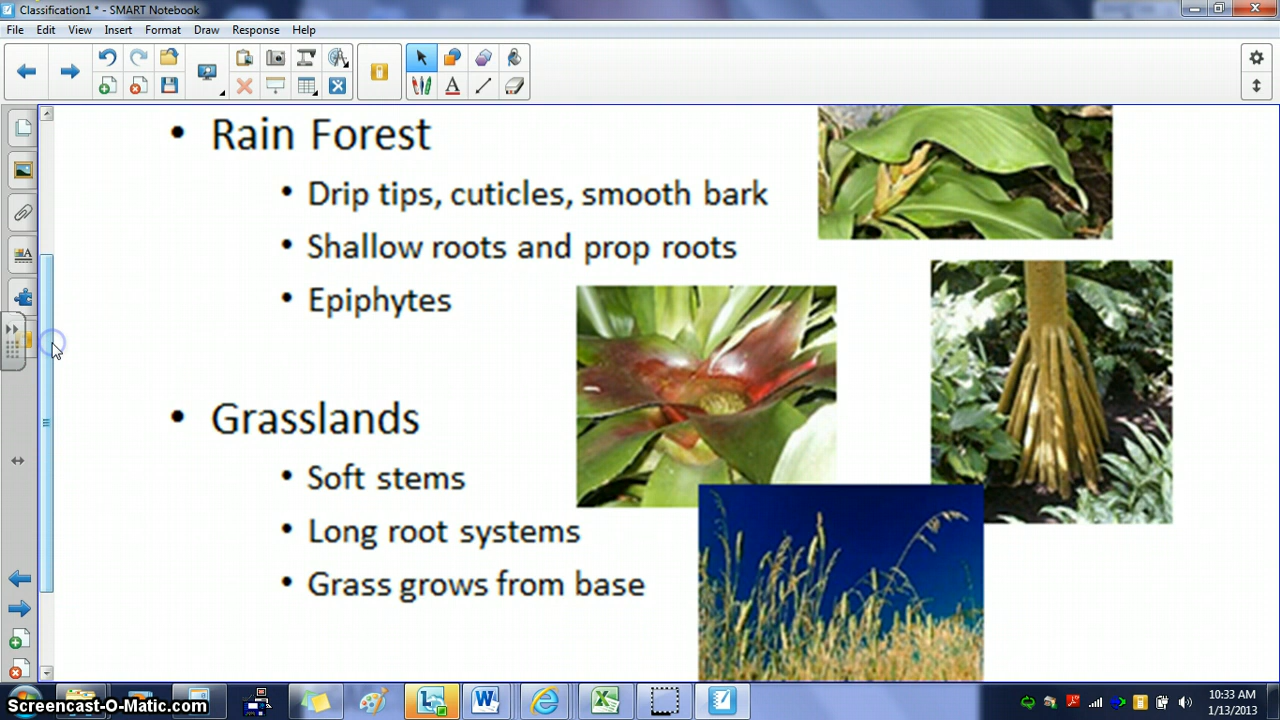 Classification1 * - SMART Notebook
File Edit View Insert Format Draw Response Help
• Rain Forest
• Drip tips, cuticles, smooth bark
• Shallow roots and prop roots
• Epiphytes
• Grasslands
• Soft stems
• Long root systems
• Grass grows from base
Screencast-O-Matic.com
10:33 AM
1/13/2013